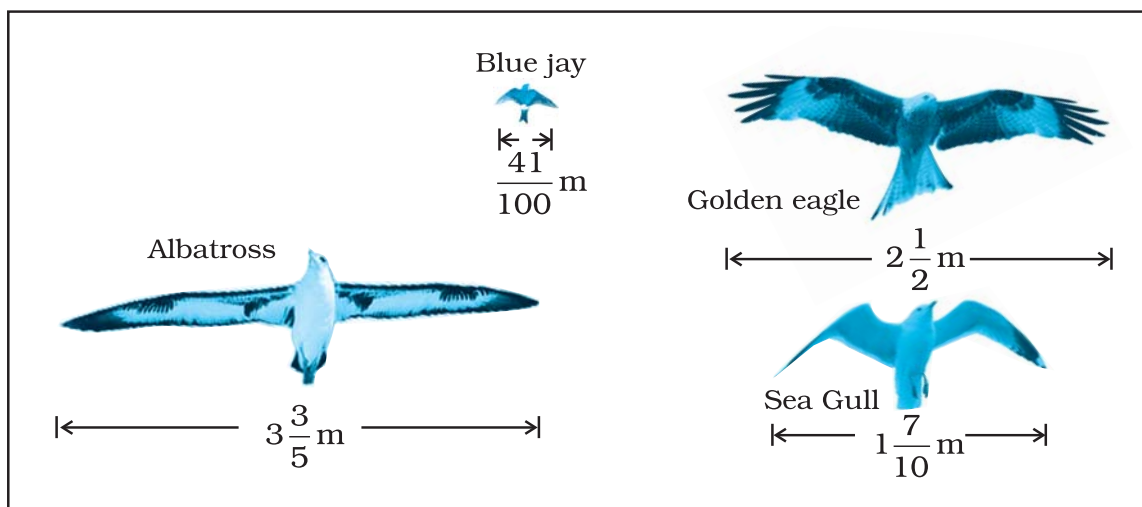 Blue jay
41/100 m
Golden eagle
2 1/2 m
Albatross
3 3/5 m
Sea Gull
1 7/10 m